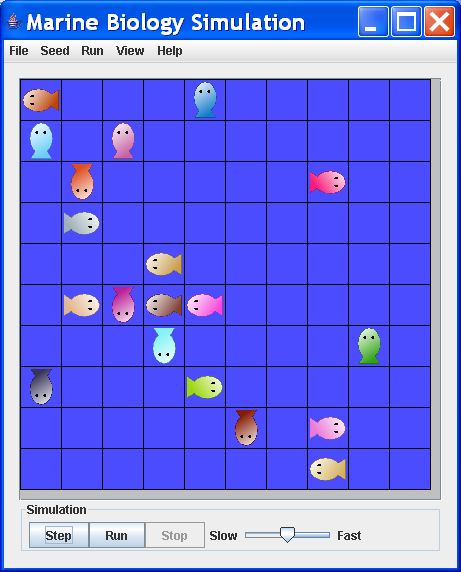 Marine Biology Simulation
File Seed Run View Help
Simulation
Step Run Stop Slow Fast